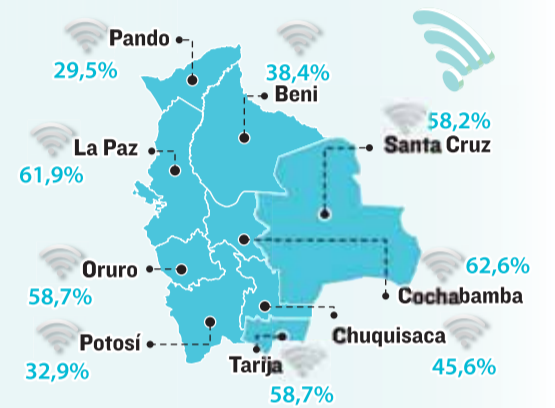 Pando
29,5%
38,4%
Beni
58,2%
Santa Cruz
La Paz
61,9%
62,6%
Cochabamba
Oruro
58,7%
Chuquisaca
45,6%
Potosí
32,9%
Tarija
58,7%